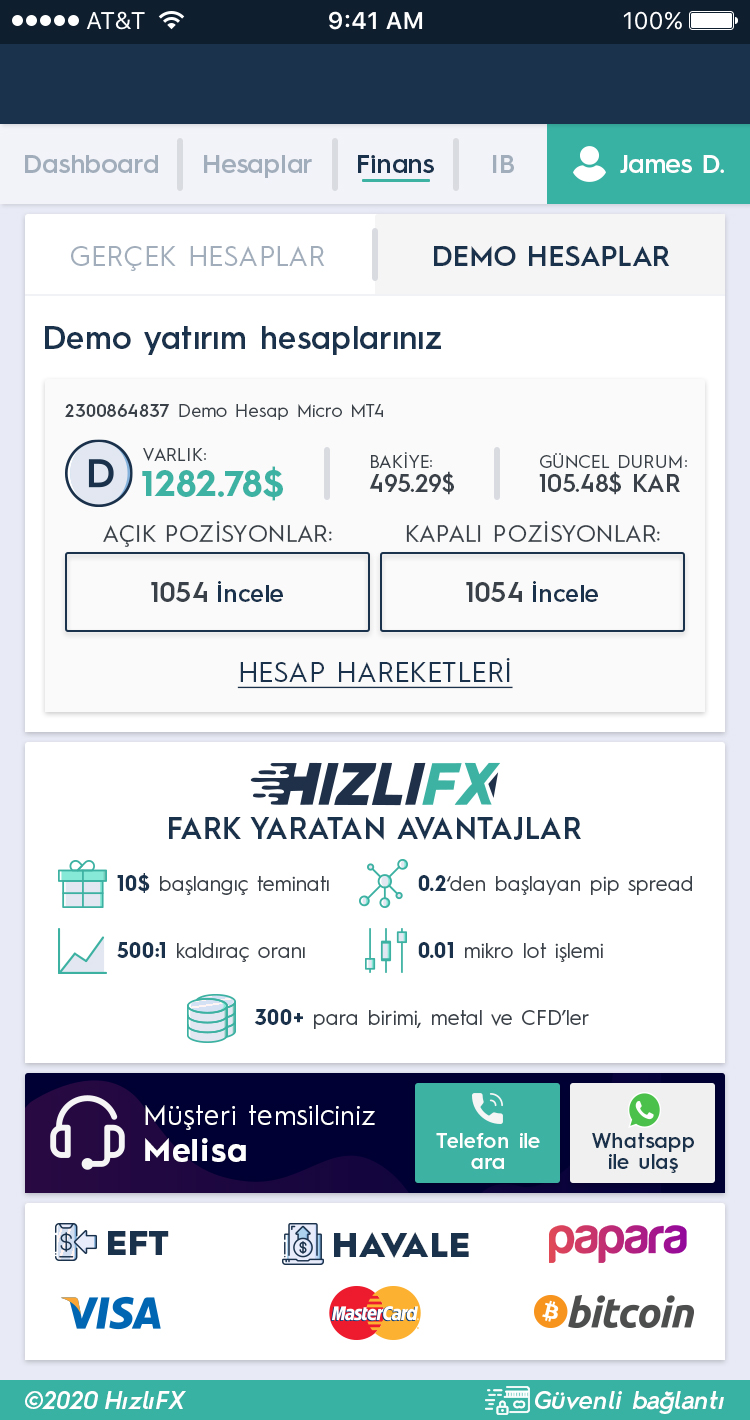 AT&T 9:41 AM 100%
Dashboard Hesaplar Finans IB James D.
GERÇEK HESAPLAR DEMO HESAPLAR
Demo yatırım hesaplarınız
2300864837 Demo Hesap Micro MT4
D
VARLIK:
1282.78$
BAKİYE:
495.29$
GÜNCEL DURUM:
105.48$ KAR
AÇIK POZİSYONLAR:
1054 İncele
KAPALI POZİSYONLAR:
1054 İncele
HESAP HAREKETLERİ
HIZLIFX
FARK YARATAN AVANTAJLAR
10$ başlangıç teminatı
0.2'den başlayan pip spread
500:1 kaldıraç oranı
0.01 mikro lot işlemi
300+ para birimi, metal ve CFD'ler
Müşteri temsilciniz
Melisa
Telefon ile
ara
Whatsapp
ile ulaş
$ EFT
$ HAVALE
papara
VISA
MasterCard
bitcoin
©2020 HızlıFX
Güvenli bağlantı